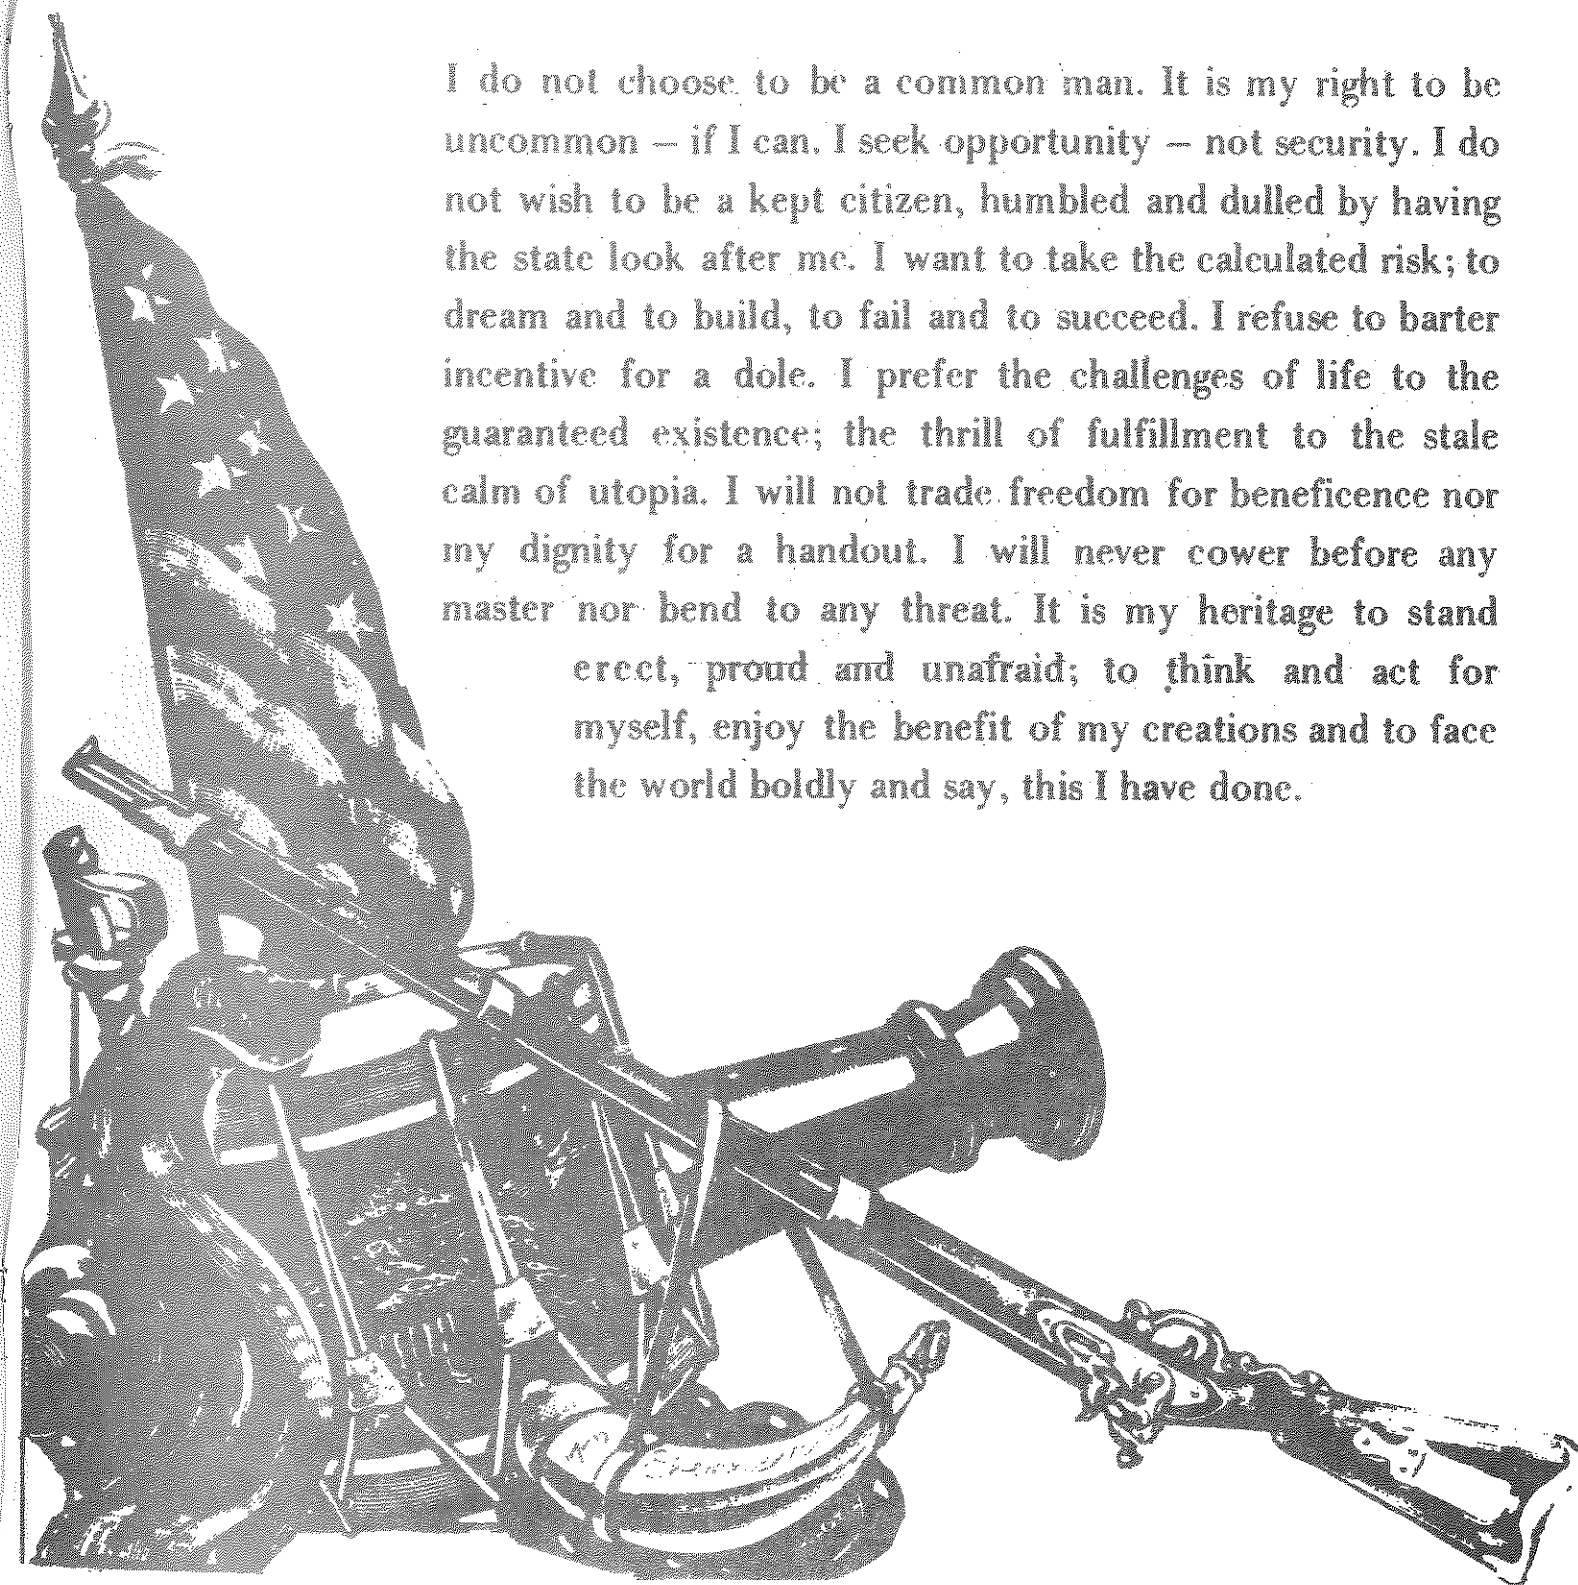 I do not choose to be a common man. It is my right to be
uncommon — if I can. I seek opportunity — not security. I do
not wish to be a kept citizen, humbled and dulled by having
the state look after me. I want to take the calculated risk; to
dream and to build, to fail and to succeed. I refuse to barter
incentive for a dole. I prefer the challenges of life to the
guaranteed existence; the thrill of fulfillment to the stale
calm of utopia. I will not trade freedom for beneficence nor
my dignity for a handout. I will never cower before any
master nor bend to any threat. It is my heritage to stand
erect, proud and unafraid; to think and act for
myself, enjoy the benefit of my creations and to face
the world boldly and say, this I have done.